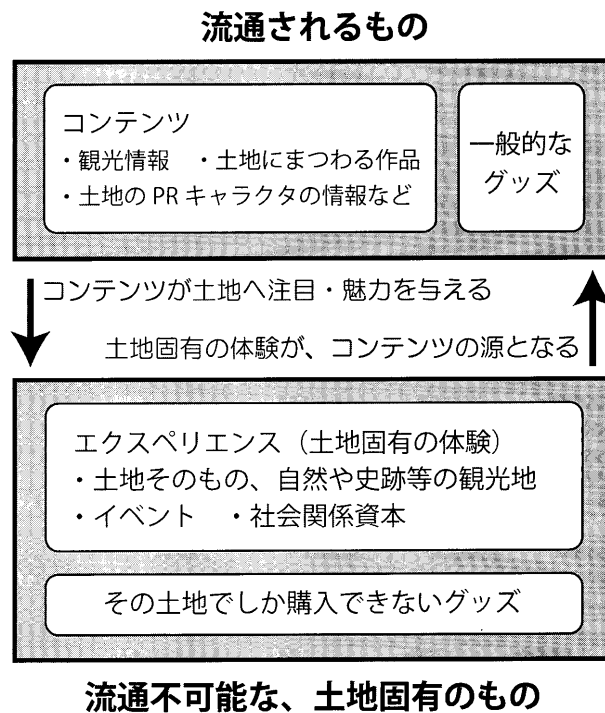 流通されるもの
コンテンツ
・観光情報　・土地にまつわる作品
・土地の PR キャラクタの情報など
一般的な
グッズ
コンテンツが土地へ注目・魅力を与える
土地固有の体験が、コンテンツの源となる
エクスペリエンス（土地固有の体験）
・土地そのもの、自然や史跡等の観光地
・イベント　・社会関係資本
その土地でしか購入できないグッズ
流通不可能な、土地固有のもの